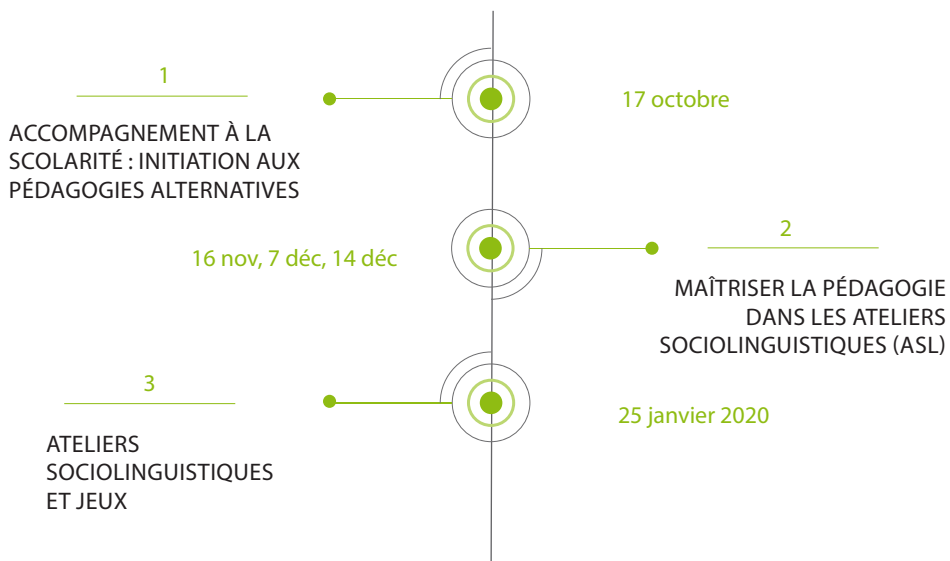 1
17 octobre
ACCOMPAGNEMENT À LA
SCOLARITÉ : INITIATION AUX
PÉDAGOGIES ALTERNATIVES
2
16 nov, 7 déc, 14 déc
MAÎTRISER LA PÉDAGOGIE
DANS LES ATELIERS
SOCIOLINGUISTIQUES (ASL)
3
25 janvier 2020
ATELIERS
SOCIOLINGUISTIQUES
ET JEUX